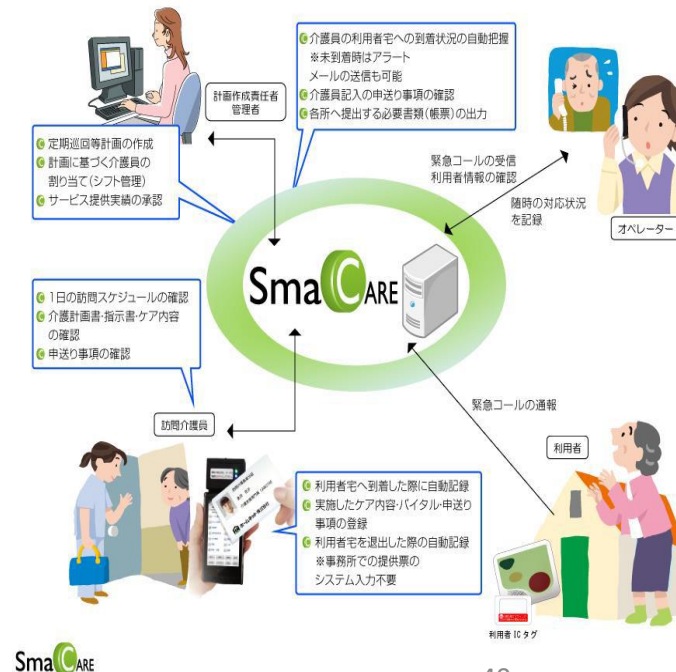 計画作成責任者
管理者
定期巡回等計画の作成
計画に基づく介護員の
割り当て(シフト管理)
サービス提供実績の承認
介護員の利用者宅への到着状況の自動把握
※未到着時はアラート
メールの送信も可能
介護員記入の申送り事項の確認
各所へ提出する必要書類(帳票)の出力
緊急コールの受信
利用者情報の確認
随時の対応状況
を記録
オペレーター
SmaCARE
1日の訪問スケジュールの確認
介護計画書・指示書・ケア内容
の確認
申送り事項の確認
訪問介護員
緊急コールの通報
利用者
利用者宅へ到着した際に自動記録
実施したケア内容・バイタル・申送り
事項の登録
利用者宅を退出した際の自動記録
※事務所での提供票の
システム入力不要
利用者ICタグ
SmaCARE